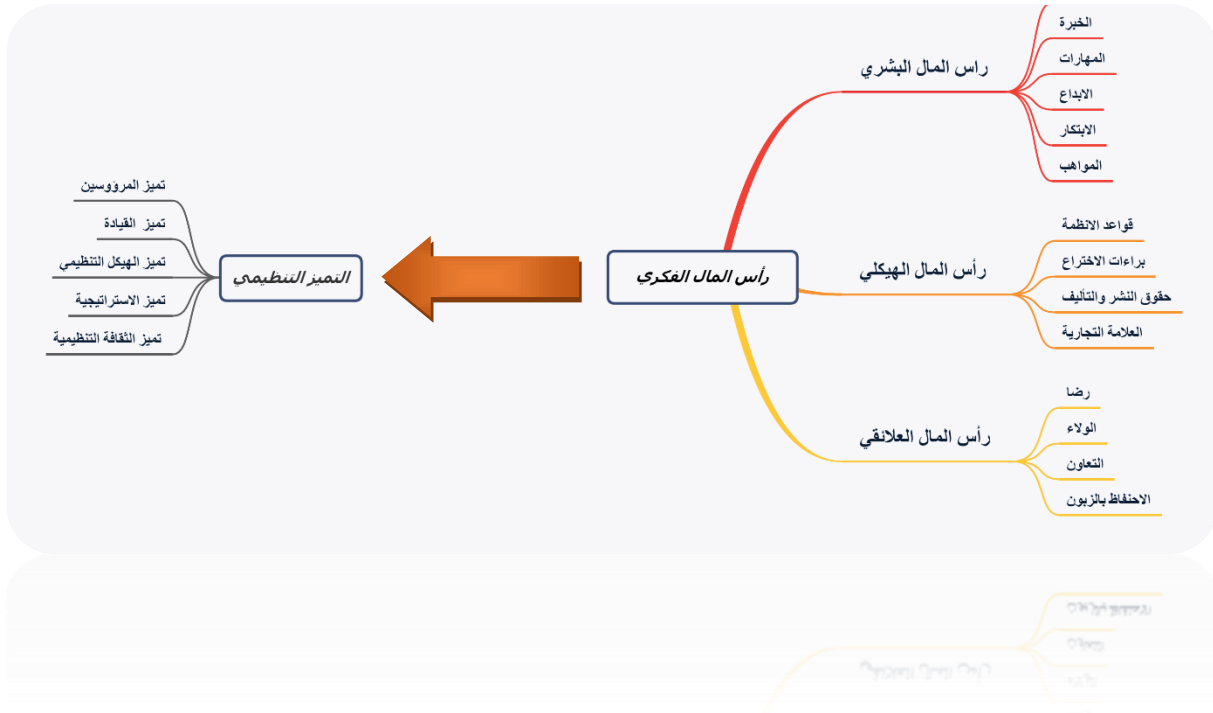 راس المال البشري
الخبرة
المهارات
الابداع
الابتكار
المواهب
رأس المال الفكري
رأس المال الهيكلي
قواعد الانظمة
براءات الاختراع
حقوق النشر والتأليف
العلامة التجارية
رأس المال العلائقي
رضا
الولاء
التعاون
الاحتفاظ بالزبون
التميز التنظيمي
تميز المرؤوسين
تميز القيادة
تميز الهيكل التنظيمي
تميز الاستراتيجية
تميز الثقافة التنظيمية